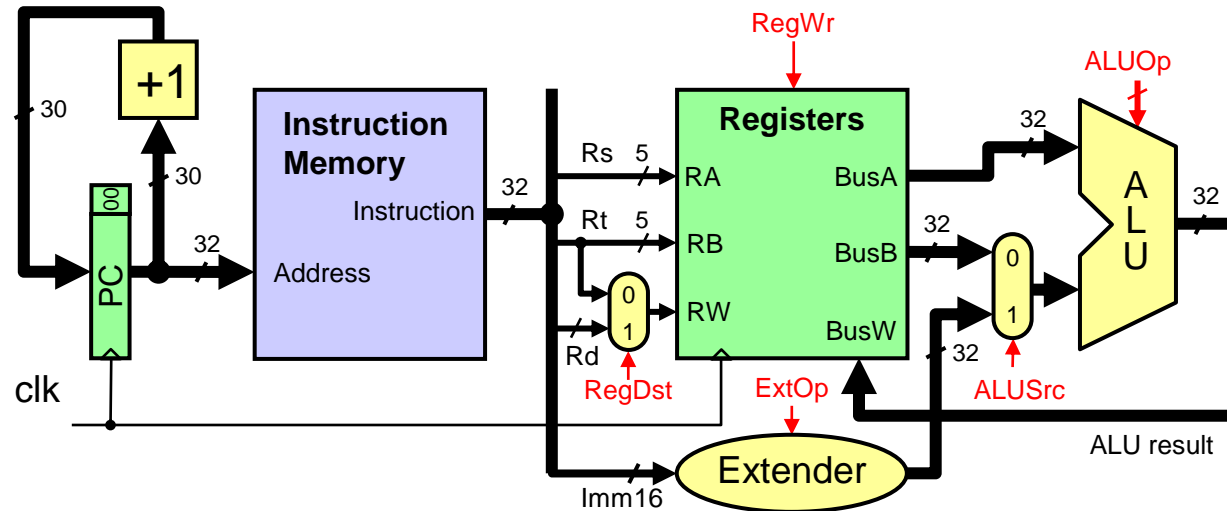 RegWr
+1
30
ALUOp
Instruction
Memory
Registers
32
Rs
5
30
RA
BusA
A
L
U
00
32
Instruction
Rt
5
32
32
32
RB
BusB
0
Address
PC
0
RW
1
1
BusW
Rd
32
clk
RegDst
ExtOp
ALUSrc
ALU result
Extender
Imm16